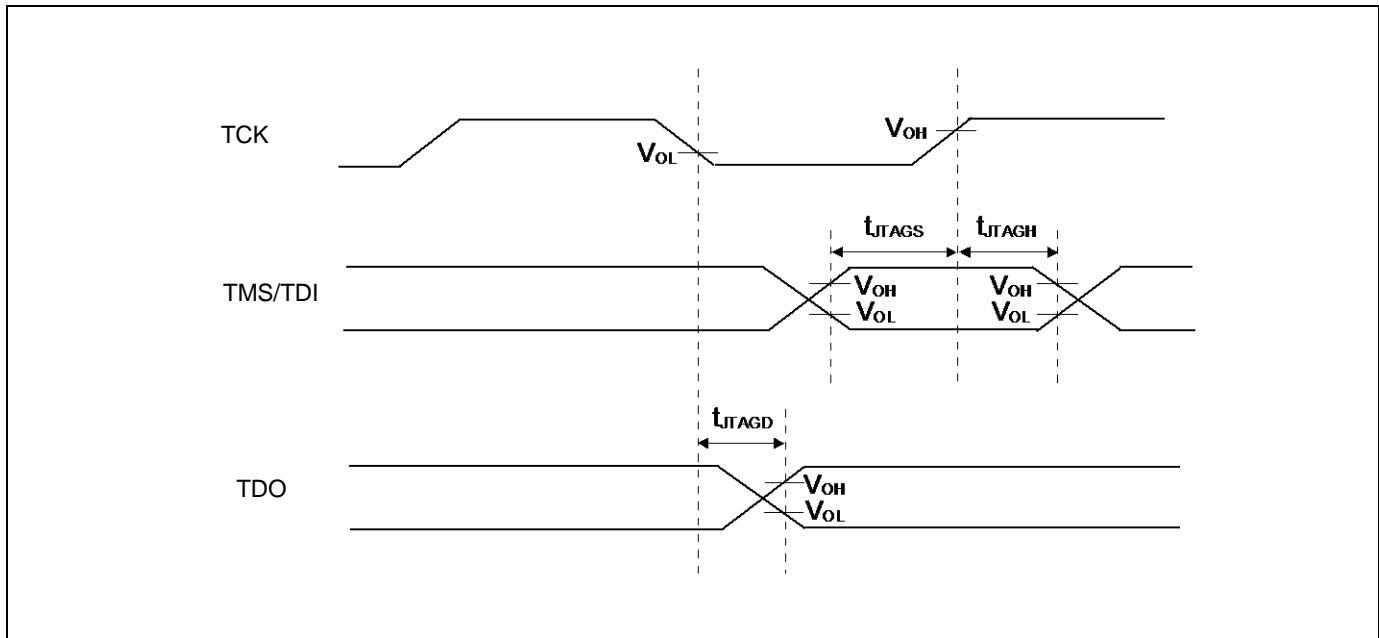 TCK
VOL
VOH
tJTAGS
tJTAGH
TMS/TDI
VOH
VOH
VOL
VOL
tJTAGD
TDO
VOH
VOL